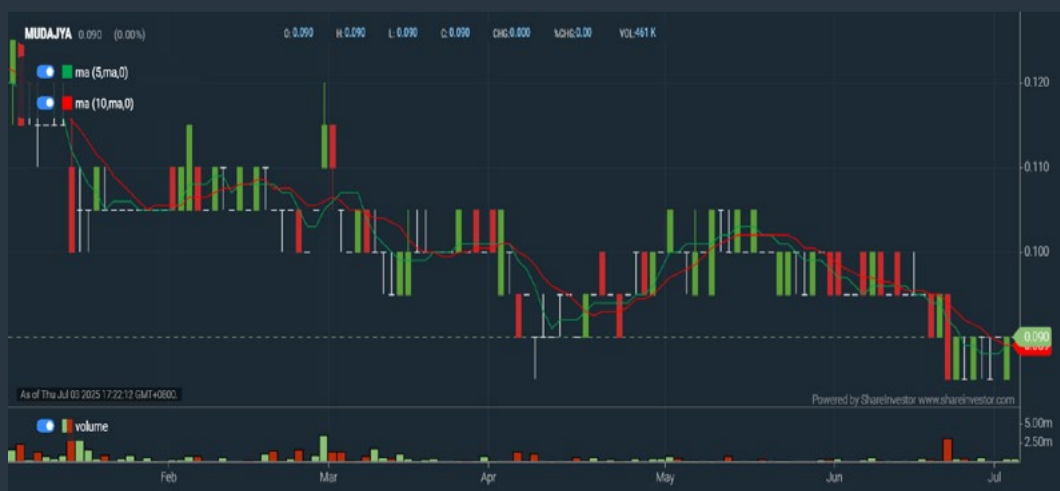 MUDAJYA 0.090 (0.00%) O: 0.090 H: 0.090 L: 0.090 C: 0.090 CHG:0.000 %CHG:0.00 VOL:461 K
ma (5,ma,0)
ma (10,ma,0)
0.120
0.110
0.100
0.090
As of Thu Jul 03 2025 17:22:12 GMT+0800.
Powered by ShareInvestor www.shareinvestor.com
volume
5.00m
2.50m
Feb Mar Apr May Jun Jul